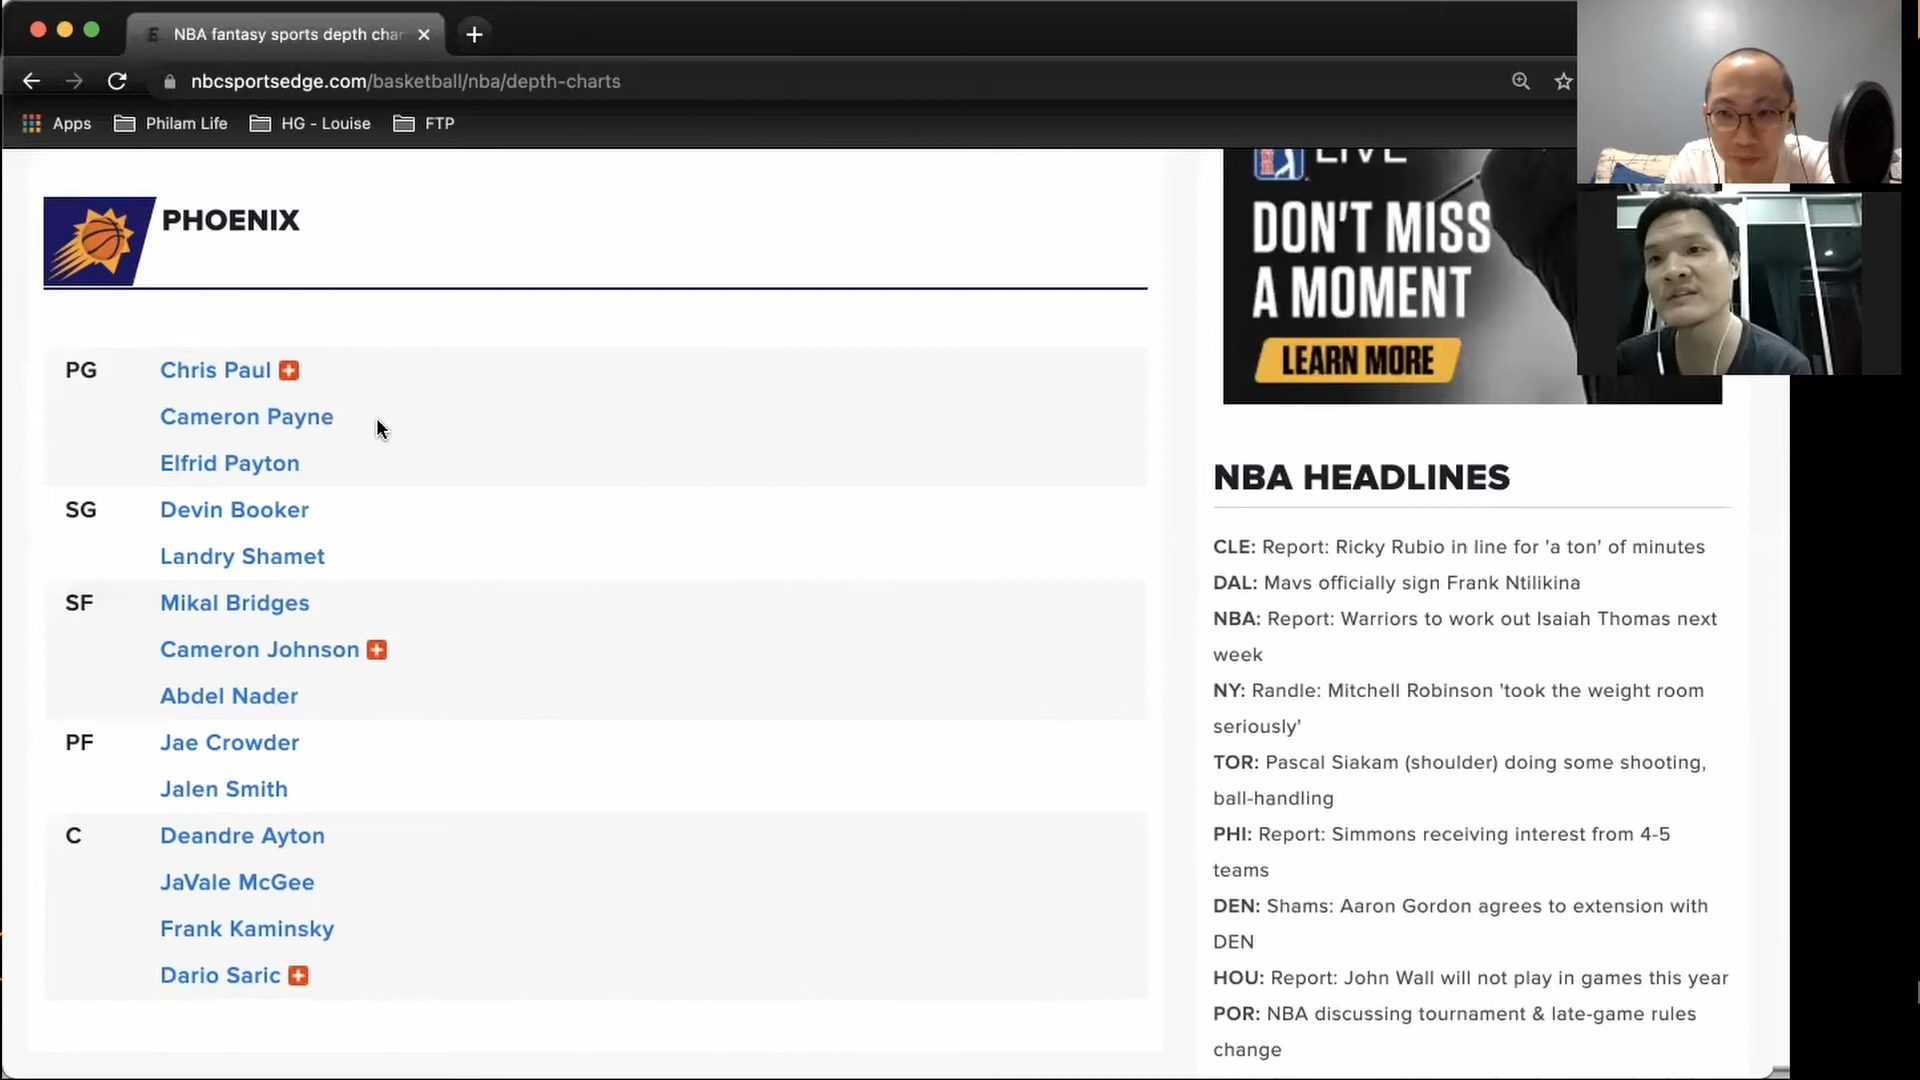 NBA fantasy sports depth char
nbcsportsedge.com/basketball/nba/depth-charts
Apps
Philam Life
HG - Louise
FTP
PHOENIX
PG
Chris Paul
Cameron Payne
Elfrid Payton
SG
Devin Booker
Landry Shamet
SF
Mikal Bridges
Cameron Johnson
Abdel Nader
PF
Jae Crowder
Jalen Smith
C
Deandre Ayton
JaVale McGee
Frank Kaminsky
Dario Saric
LIVE
DON'T MISS
A MOMENT
LEARN MORE
NBA HEADLINES
CLE: Report: Ricky Rubio in line for 'a ton' of minutes
DAL: Mavs officially sign Frank Ntilikina
NBA: Report: Warriors to work out Isaiah Thomas next
week
NY: Randle: Mitchell Robinson 'took the weight room
seriously'
TOR: Pascal Siakam (shoulder) doing some shooting,
ball-handling
PHI: Report: Simmons receiving interest from 4-5
teams
DEN: Shams: Aaron Gordon agrees to extension with
DEN
HOU: Report: John Wall will not play in games this year
POR: NBA discussing tournament & late-game rules
change